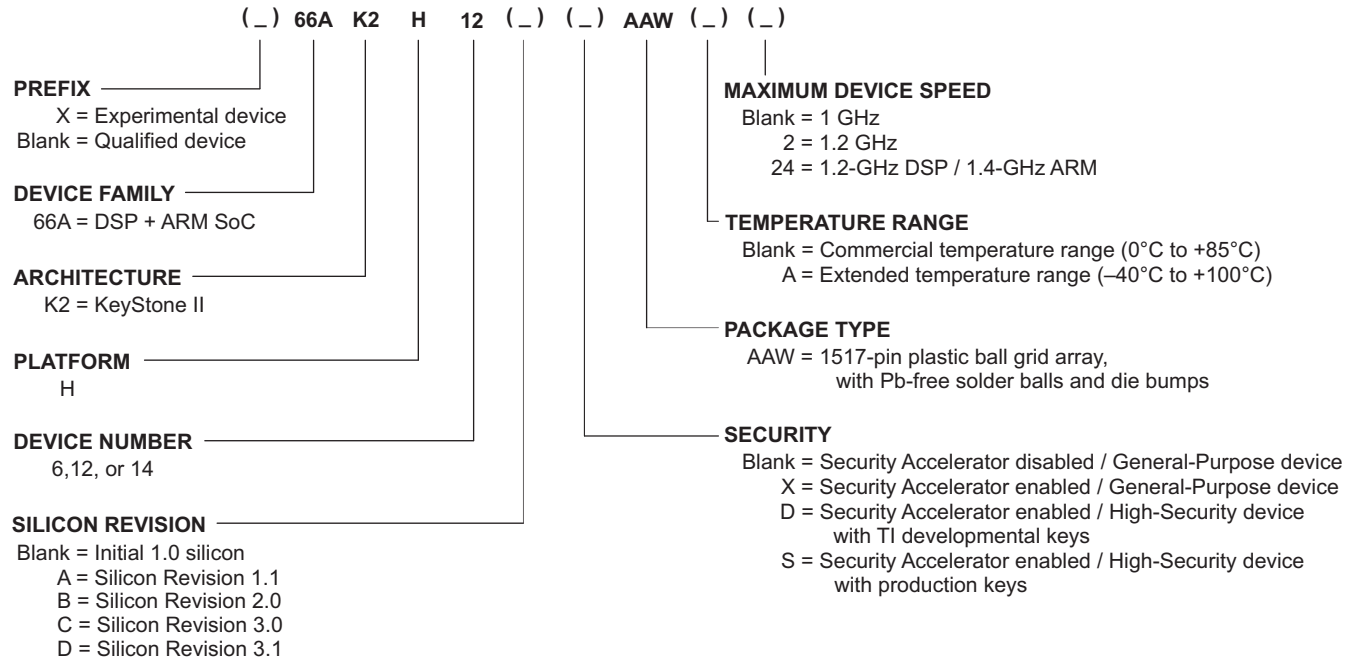 ( _ ) 66A K2 H 12 ( _ ) ( _ ) AAW ( _ ) ( _ )
PREFIX
X = Experimental device
Blank = Qualified device
DEVICE FAMILY
66A = DSP + ARM SoC
ARCHITECTURE
K2 = KeyStone II
PLATFORM
H
DEVICE NUMBER
6,12, or 14
SILICON REVISION
Blank = Initial 1.0 silicon
A = Silicon Revision 1.1
B = Silicon Revision 2.0
C = Silicon Revision 3.0
D = Silicon Revision 3.1
MAXIMUM DEVICE SPEED
Blank = 1 GHz
2 = 1.2 GHz
24 = 1.2-GHz DSP / 1.4-GHz ARM
TEMPERATURE RANGE
Blank = Commercial temperature range (0°C to +85°C)
A = Extended temperature range (–40°C to +100°C)
PACKAGE TYPE
AAW = 1517-pin plastic ball grid array,
with Pb-free solder balls and die bumps
SECURITY
Blank = Security Accelerator disabled / General-Purpose device
X = Security Accelerator enabled / General-Purpose device
D = Security Accelerator enabled / High-Security device
with TI developmental keys
S = Security Accelerator enabled / High-Security device
with production keys